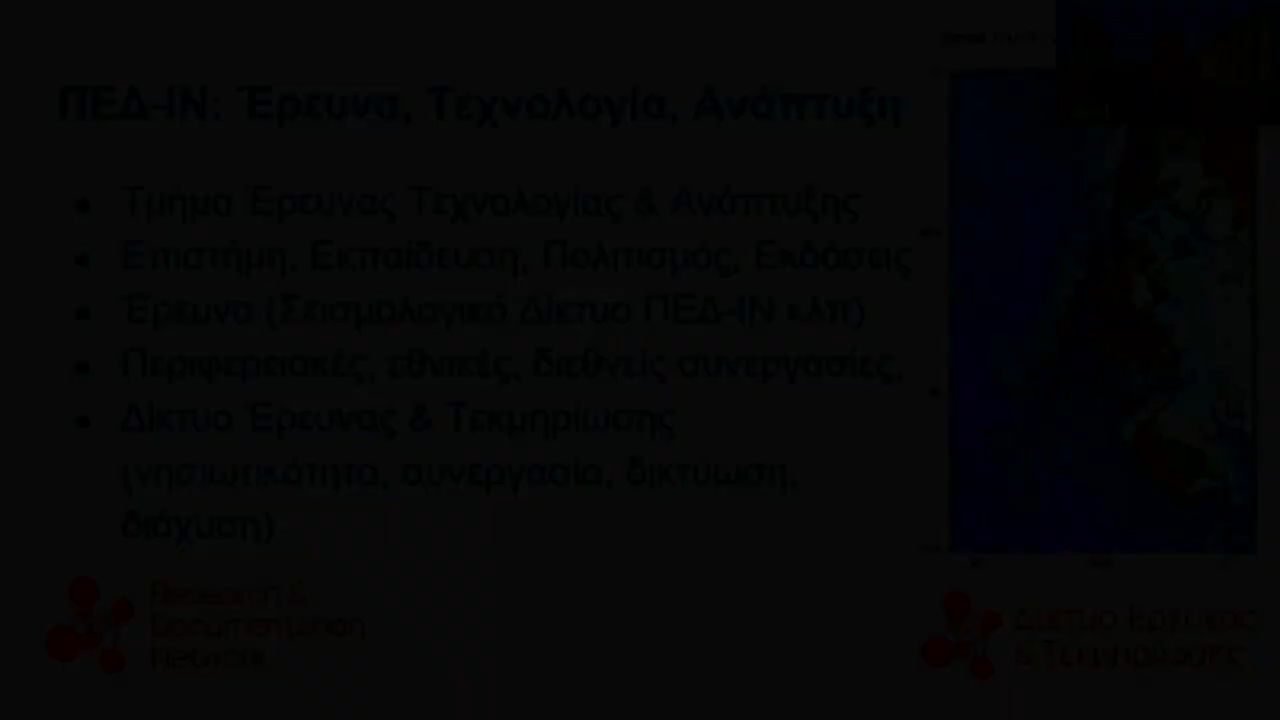 ΠΕΔ-ΙΝ: Έρευνα, Τεχνολογία, Ανάπτυξη
• Τμήμα Έρευνας Τεχνολογίας & Ανάπτυξης
• Επιστήμη, Εκπαίδευση, Πολιτισμός, Εκδόσεις
• Έρευνα (Σεισμολογικό Δίκτυο ΠΕΔ-ΙΝ κλπ)
• Περιφερειακές, εθνικές, διεθνείς συνεργασίες,
• Δίκτυο Έρευνας & Τεκμηρίωσης
(νησιωτικότητα, συνεργασία, δικτύωση,
διάχυση)
Research &
Documentation
Network
Δίκτυο Έρευνας
& Τεκμηρίωσης